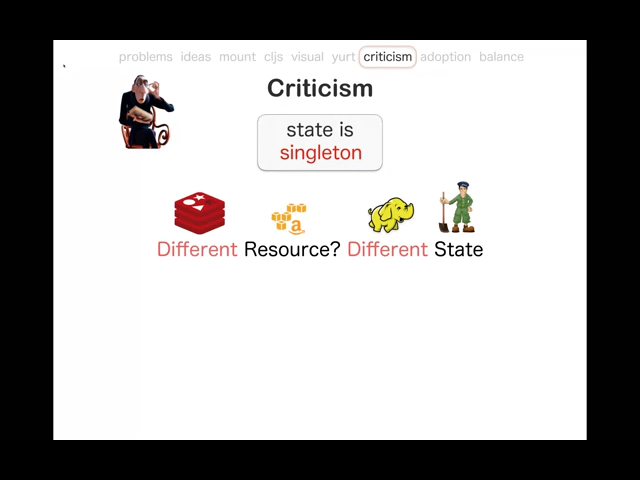 problems ideas mount cljs visual yurt criticism adoption balance
Criticism
state is
singleton
a
Different Resource? Different State